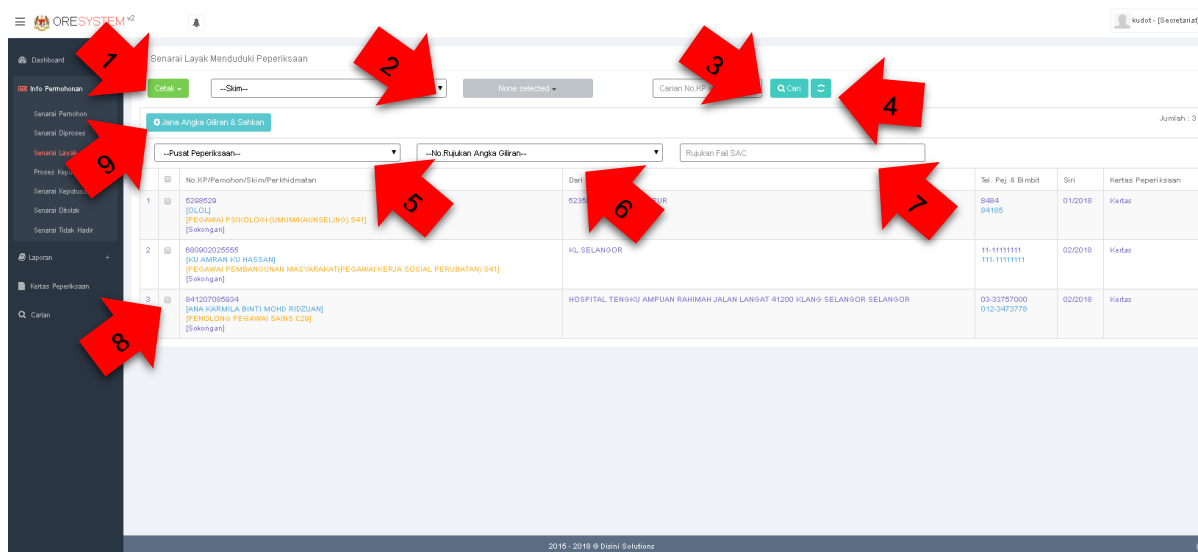 ORESYSTEM v2
kudot - [Secretariat]
Dashboard
Senarai Layak Menduduki Peperiksaan
1
2
3
4
Info Permohonan
Cetak
--Skim--
None selected
Carian No.KP
Cari
Senarai Pemohon
Senarai Diproses
Senarai Layak
Proses
Senarai Keputusan
Senarai Ditolak
Senarai Tidak Hadir
Laporan +
Kertas Peperiksaan
Carian
Jana Angka Giliran & Sahkan
Jumlah : 3
9
--Pusat Peperiksaan--
--No.Rujukan Angka Giliran--
Rujukan Fail SAC
5
6
7
No.KP/Pemohon/Skim/Perkhidmatan
Dari
Tel. Pej & Bimbit
Siri
Kertas Peperiksaan
1
5298529
[OLOL]
[PEGAWAI PSIKOLOGI (UMUM/KAUNSELING) S41]
[Sokongan]
8484
84185
01/2018
Kertas
2
680902025555
[KU AMRAN KU HASSAN]
[PEGAWAI PEMBANGUNAN MASYARAKAT(PEGAWAI KERJA SOSIAL PERUBATAN) S41]
[Sokongan]
KL SELANGOR
11-11111111
111-11111111
02/2018
Kertas
3
841207085934
[ANA KARMILA BINTI MOHD RIDZUAN]
[PENOLONG PEGAWAI SAINS C29]
[Sokongan]
HOSPITAL TENGKU AMPUAN RAHIMAH JALAN LANGAT 41200 KLANG SELANGOR SELANGOR
03-33757000
012-3473778
02/2018
Kertas
8
2015 - 2018 © Disini Solutions